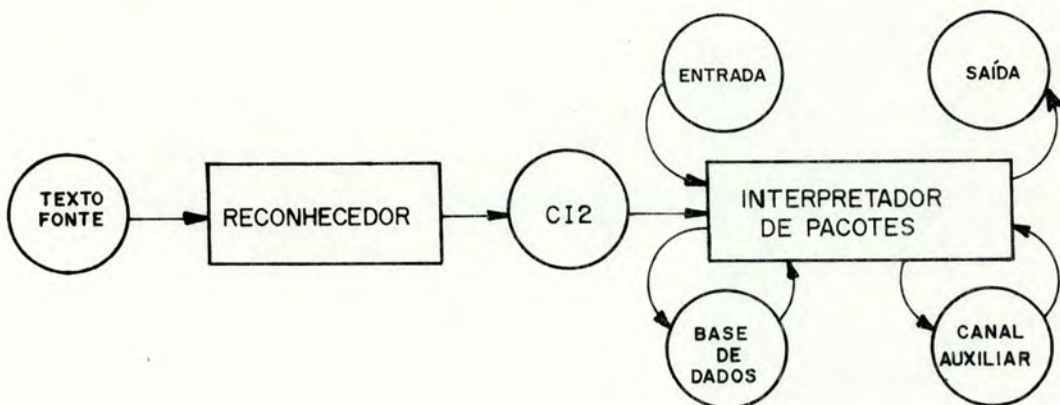 TEXTO
FONTE
RECONHECEDOR
CI2
ENTRADA
SAÍDA
INTERPRETADOR
DE PACOTES
BASE
DE
DADOS
CANAL
AUXILIAR